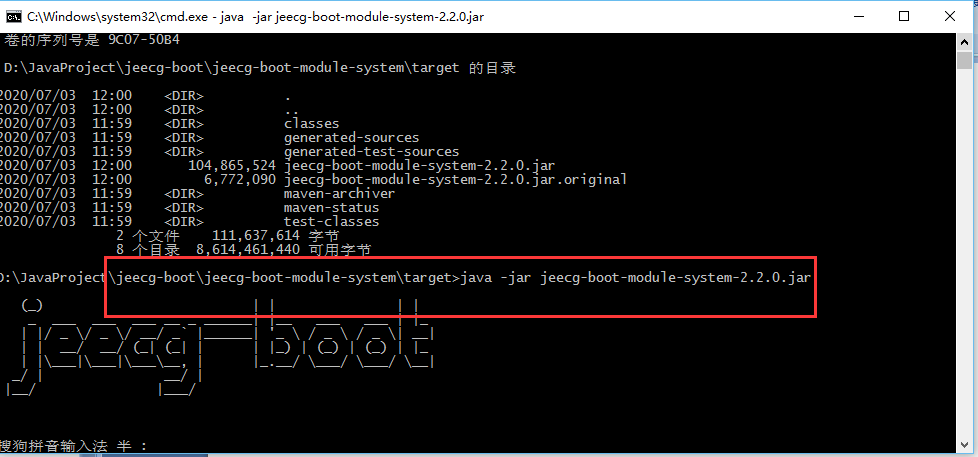 C:\Windows\system32\cmd.exe - java -jar jeecg-boot-module-system-2.2.0.jar
卷的序列号是 9C07-50B4
D:\JavaProject\jeecg-boot\jeecg-boot-module-system\target 的目录
2020/07/03 12:00 <DIR> .
2020/07/03 12:00 <DIR> ..
2020/07/03 11:59 <DIR> classes
2020/07/03 11:59 <DIR> generated-sources
2020/07/03 11:59 <DIR> generated-test-sources
2020/07/03 12:00 104,865,524 jeecg-boot-module-system-2.2.0.jar
2020/07/03 12:00 6,772,090 jeecg-boot-module-system-2.2.0.jar.original
2020/07/03 11:59 <DIR> maven-archiver
2020/07/03 11:59 <DIR> maven-status
2020/07/03 11:59 <DIR> test-classes
2 个文件 111,637,614 字节
8 个目录 8,614,461,440 可用字节
D:\JavaProject\jeecg-boot\jeecg-boot-module-system\target>java -jar jeecg-boot-module-system-2.2.0.jar
jeecg-boot
搜狗拼音输入法 半 :